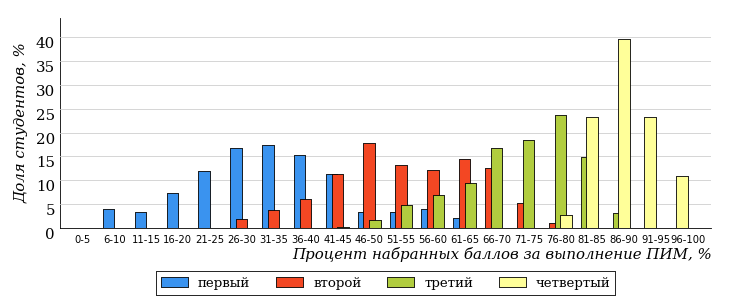 Доля студентов, %
40
35
30
25
20
15
10
5
0
0-5 6-10 11-15 16-20 21-25 26-30 31-35 36-40 41-45 46-50 51-55 56-60 61-65 66-70 71-75 76-80 81-85 86-90 91-95 96-100
Процент набранных баллов за выполнение ПИМ, %
первый второй третий четвертый